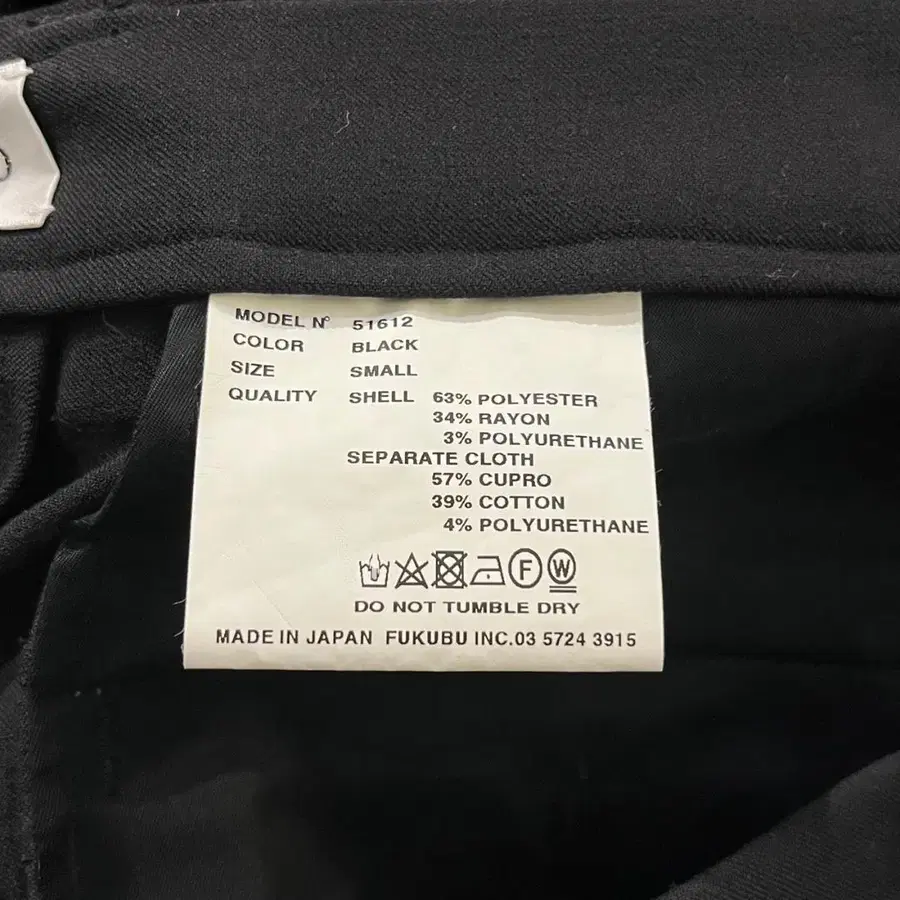 MODEL N° 51612
COLOR BLACK
SIZE SMALL
QUALITY SHELL 63% POLYESTER
34% RAYON
3% POLYURETHANE
SEPARATE CLOTH
57% CUPRO
39% COTTON
4% POLYURETHANE
F W
DO NOT TUMBLE DRY
MADE IN JAPAN FUKUBU INC.03 5724 3915